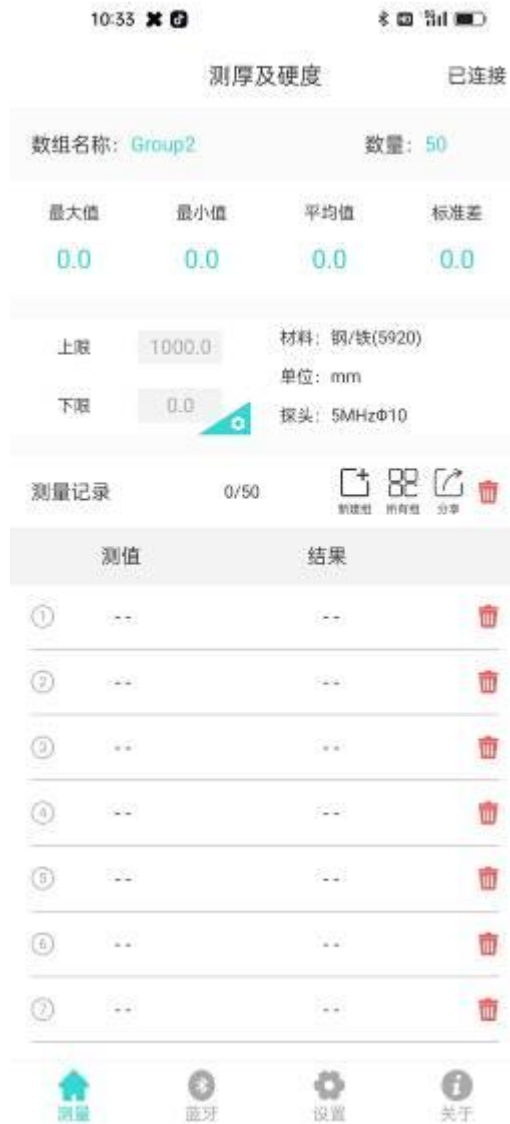 10:33
测厚及硬度 已连接
数组名称: Group2 数量: 50
最大值 最小值 平均值 标准差
0.0 0.0 0.0 0.0
上限 1000.0
下限 0.0
材料: 钢/铁(5920)
单位: mm
探头: 5MHzΦ10
测量记录 0/50
新建组 所有组 分享
测值 结果
① -- --
② -- --
③ -- --
④ -- --
⑤ -- --
⑥ -- --
⑦ -- --
测量 蓝牙 设置 关于